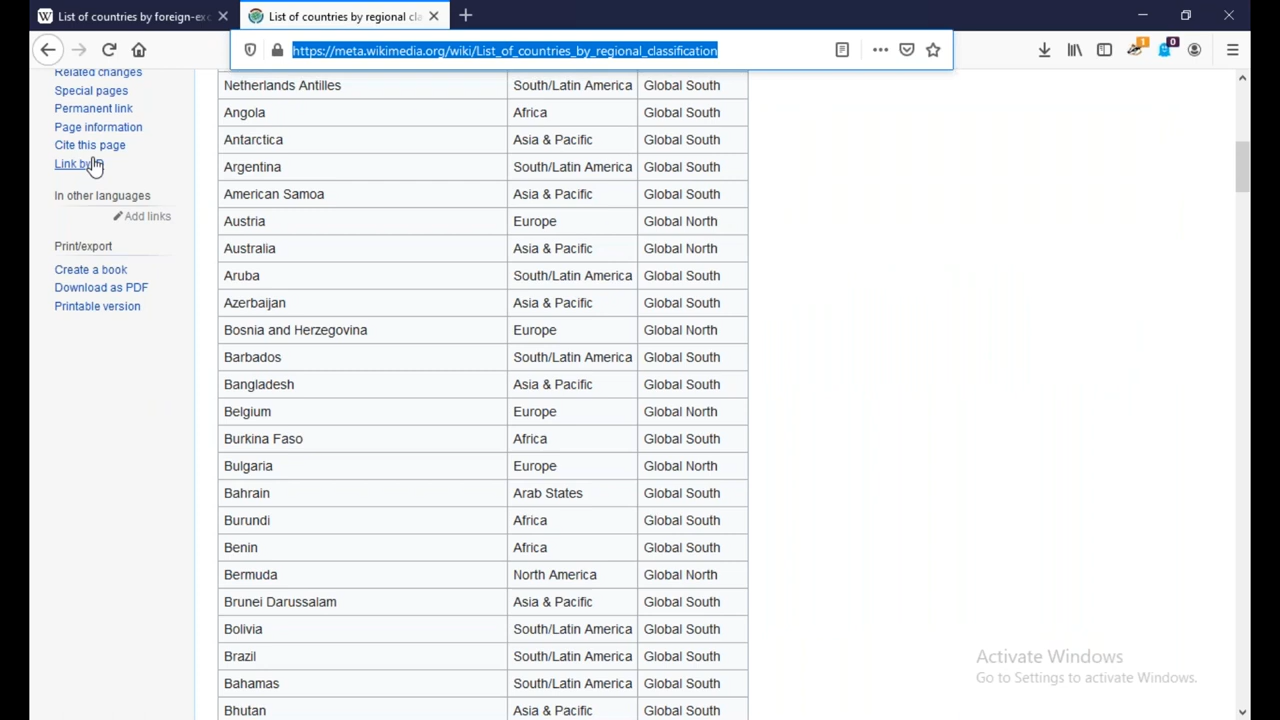 List of countries by foreign-exc
List of countries by regional cla
https://meta.wikimedia.org/wiki/List_of_countries_by_regional_classification
1
0
Related changes
Special pages
Permanent link
Page information
Cite this page
Link by
In other languages
Add links
Print/export
Create a book
Download as PDF
Printable version
Netherlands Antilles South/Latin America Global South
Angola Africa Global South
Antarctica Asia & Pacific Global South
Argentina South/Latin America Global South
American Samoa Asia & Pacific Global South
Austria Europe Global North
Australia Asia & Pacific Global North
Aruba South/Latin America Global South
Azerbaijan Asia & Pacific Global South
Bosnia and Herzegovina Europe Global North
Barbados South/Latin America Global South
Bangladesh Asia & Pacific Global South
Belgium Europe Global North
Burkina Faso Africa Global South
Bulgaria Europe Global North
Bahrain Arab States Global South
Burundi Africa Global South
Benin Africa Global South
Bermuda North America Global North
Brunei Darussalam Asia & Pacific Global South
Bolivia South/Latin America Global South
Brazil South/Latin America Global South
Bahamas South/Latin America Global South
Bhutan Asia & Pacific Global South
Activate Windows
Go to Settings to activate Windows.